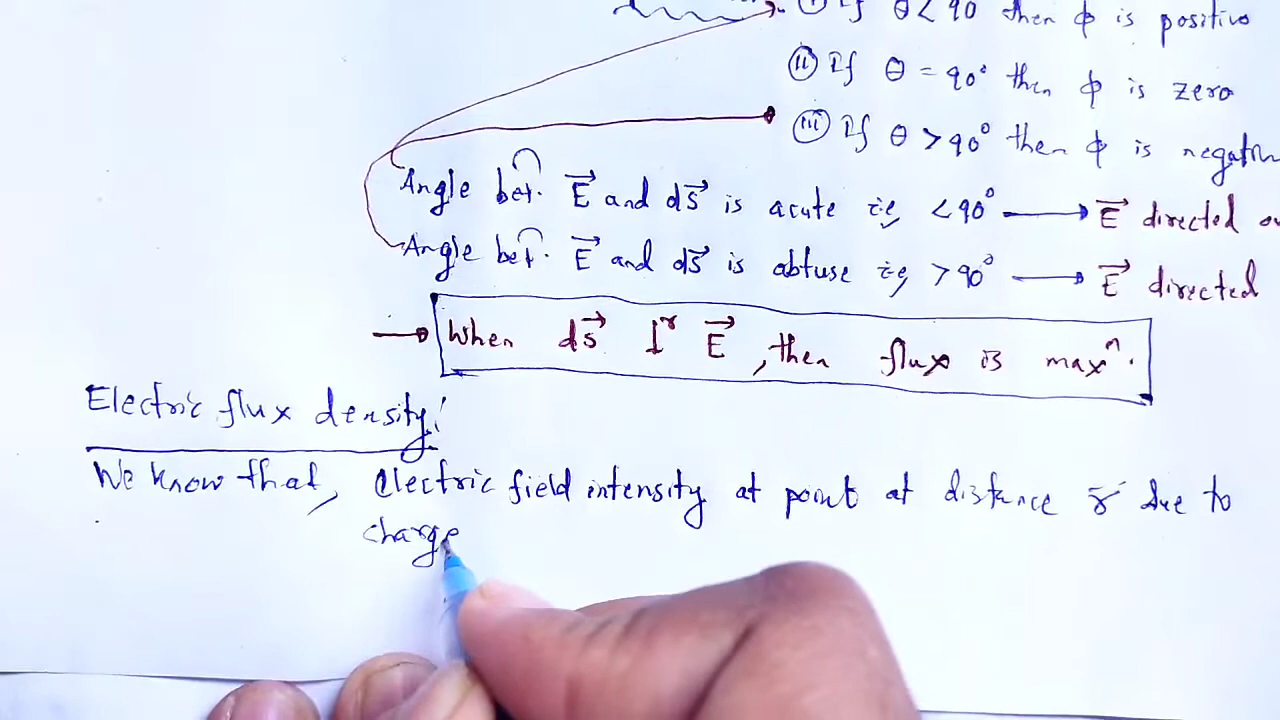 (i) If θ < 90 then ϕ is positive
(ii) If θ = 90° then ϕ is zero
(iii) If θ > 90° then ϕ is negative
Angle bet. E⃗ and ds⃗ is acute i.e, < 90° → E⃗ directed
Angle bet. E⃗ and ds⃗ is obtuse i.e, > 90° → E⃗ directed
→ When ds⃗ ⊥r E⃗, then flux is maxn.
Electric flux density:
We know that, electric field intensity at point at distance 'r' due to
charge